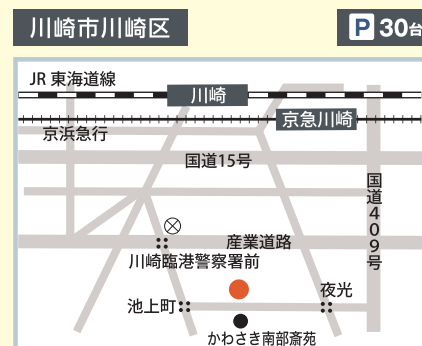 川崎市川崎区
P 30台
JR 東海道線
川崎
京急川崎
京浜急行
国道15号
国道409号
産業道路
川崎臨港警察署前
池上町
夜光
かわさき南部斎苑